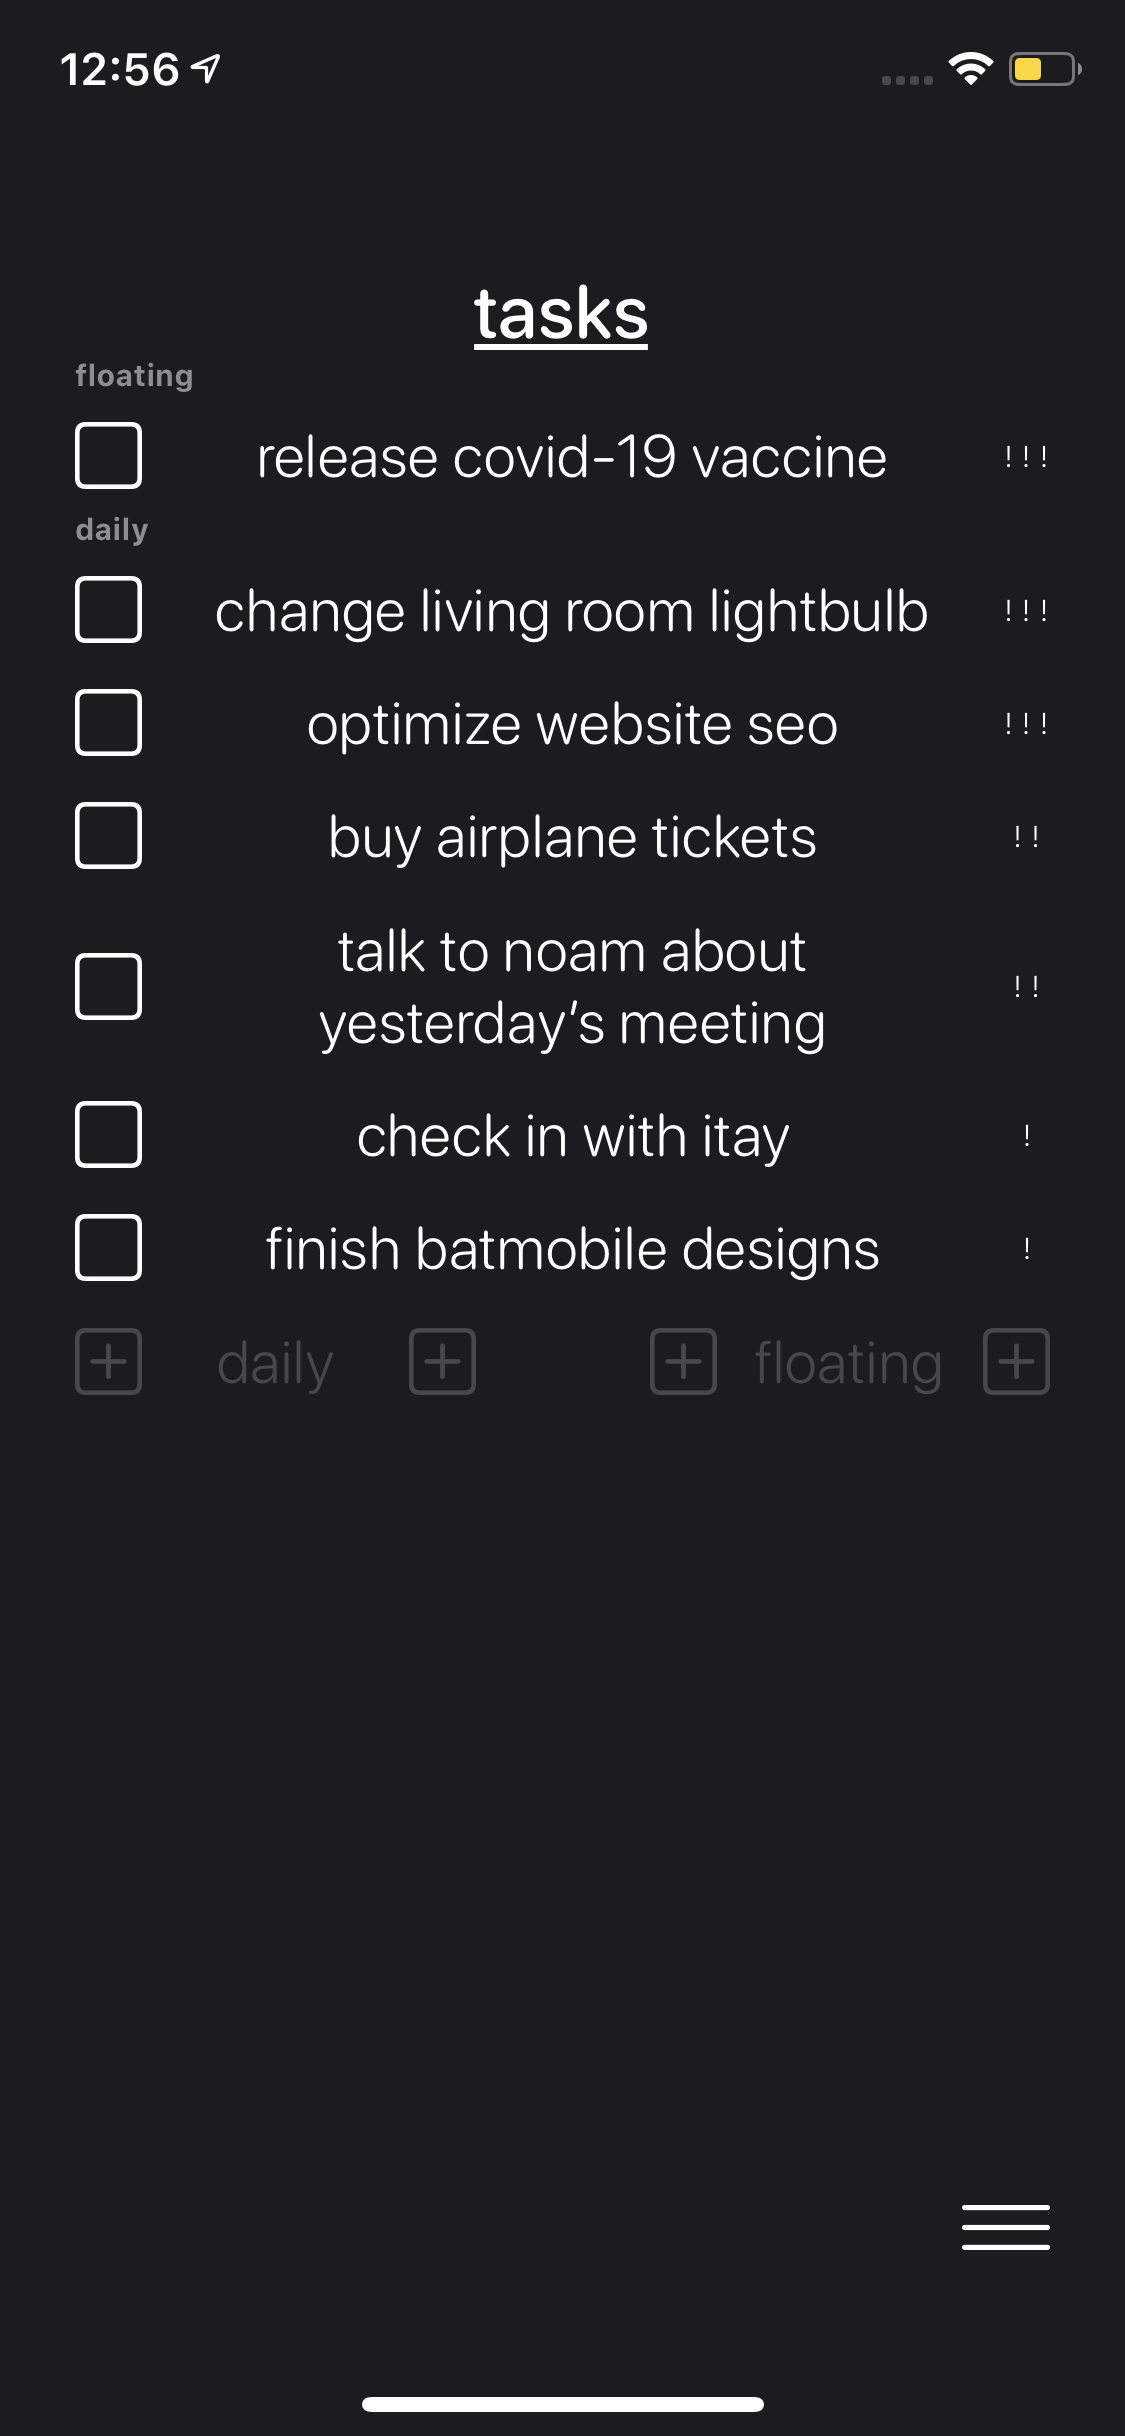 12:56
tasks
floating
release covid-19 vaccine !!!
daily
change living room lightbulb !!!
optimize website seo !!!
buy airplane tickets !!
talk to noam about
yesterday’s meeting !!
check in with itay !
finish batmobile designs !
daily floating